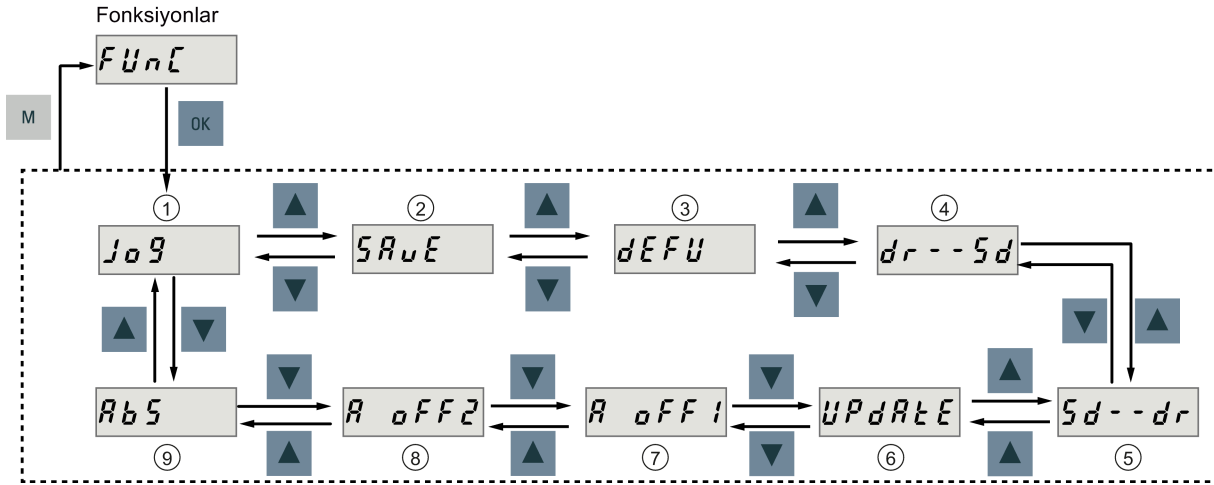 Fonksiyonlar
FUnC
M
OK
① ② ③ ④
Jog SAvE dEFU dr--Sd
AbS A oFF2 A oFF1 UPdAtE Sd--dr
⑨ ⑧ ⑦ ⑥ ⑤